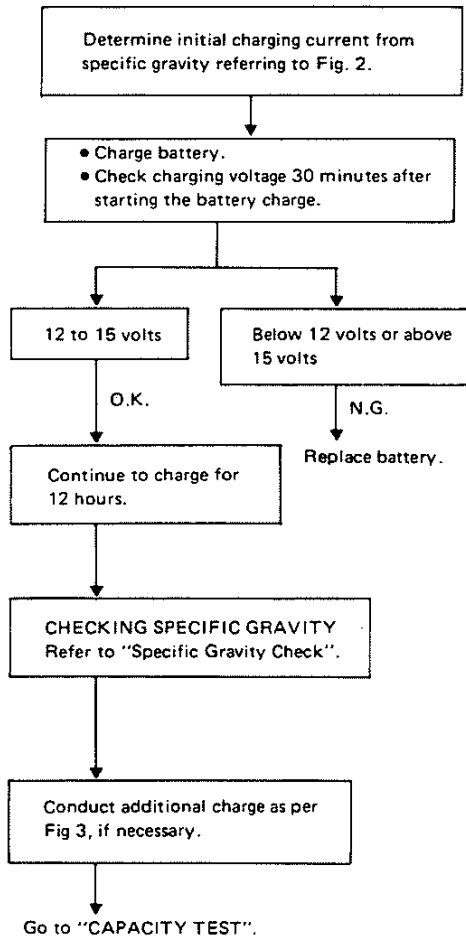 Determine initial charging current from
specific gravity referring to Fig. 2.
• Charge battery.
• Check charging voltage 30 minutes after
starting the battery charge.
12 to 15 volts
Below 12 volts or above
15 volts
O.K.
N.G.
Replace battery.
Continue to charge for
12 hours.
CHECKING SPECIFIC GRAVITY
Refer to "Specific Gravity Check".
Conduct additional charge as per
Fig 3, if necessary.
Go to "CAPACITY TEST".